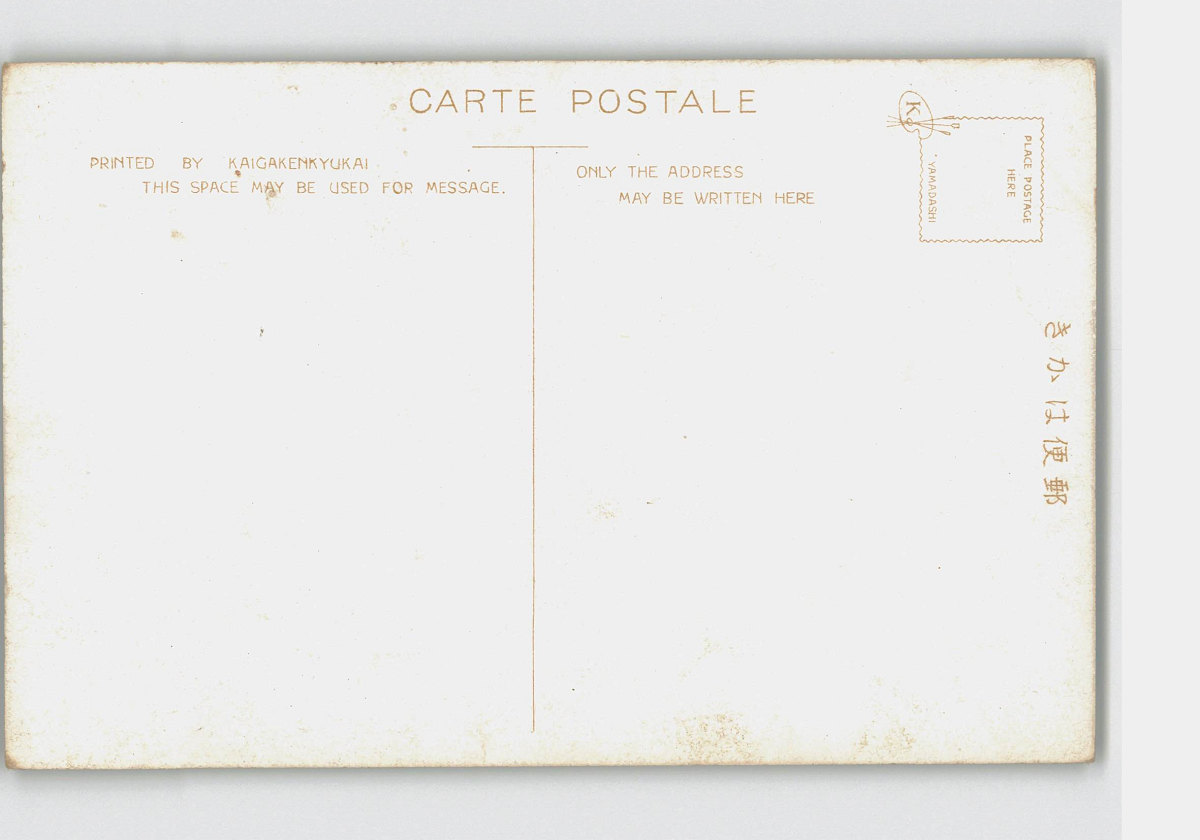 CARTE POSTALE
PRINTED BY KAIGAKENKYUKAI
THIS SPACE MAY BE USED FOR MESSAGE.
ONLY THE ADDRESS
MAY BE WRITTEN HERE
K
PLACE POSTAGE
HERE
YAMADASHI
きかは便郵